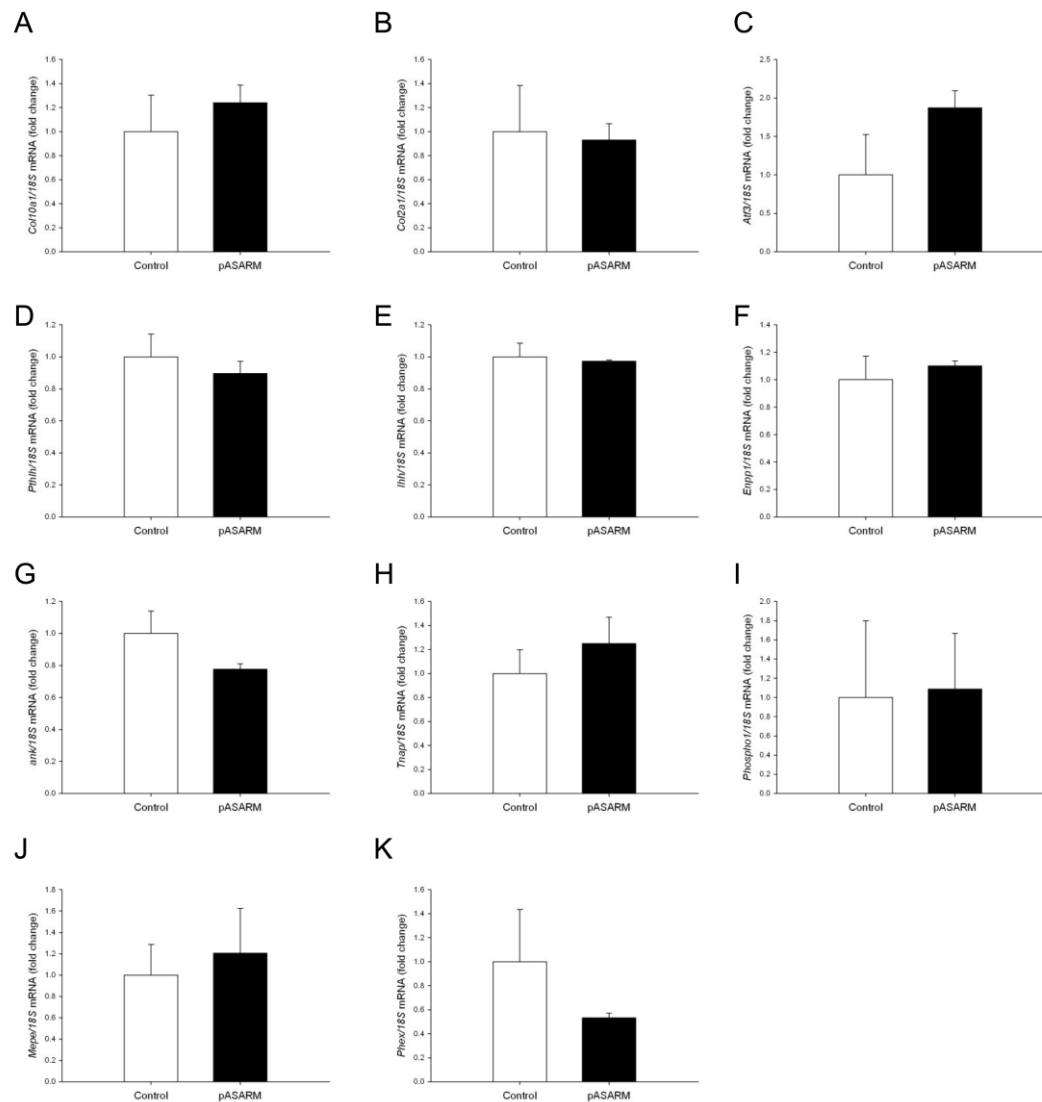 A
Col10a1/18S mRNA (fold change)
1.6
1.4
1.2
1.0
0.8
0.6
0.4
0.2
0.0
Control
pASARM
B
Col2a1/18S mRNA (fold change)
1.6
1.4
1.2
1.0
0.8
0.6
0.4
0.2
0.0
Control
pASARM
C
Atf3/18S mRNA (fold change)
2.5
2.0
1.5
1.0
0.5
0.0
Control
pASARM
D
Pthlh/18S mRNA (fold change)
1.2
1.0
0.8
0.6
0.4
0.2
0.0
Control
pASARM
E
Ihh/18S mRNA (fold change)
1.2
1.0
0.8
0.6
0.4
0.2
0.0
Control
pASARM
F
Enpp1/18S mRNA (fold change)
1.4
1.2
1.0
0.8
0.6
0.4
0.2
0.0
Control
pASARM
G
ank/18S mRNA (fold change)
1.2
1.0
0.8
0.6
0.4
0.2
0.0
Control
pASARM
H
Tnap/18S mRNA (fold change)
1.6
1.4
1.2
1.0
0.8
0.6
0.4
0.2
0.0
Control
pASARM
I
Phospho1/18S mRNA (fold change)
2.0
1.8
1.6
1.4
1.2
1.0
0.8
0.6
0.4
0.2
0.0
Control
pASARM
J
Mepe/18S mRNA (fold change)
1.8
1.6
1.4
1.2
1.0
0.8
0.6
0.4
0.2
0.0
Control
pASARM
K
Phex/18S mRNA (fold change)
1.6
1.4
1.2
1.0
0.8
0.6
0.4
0.2
0.0
Control
pASARM